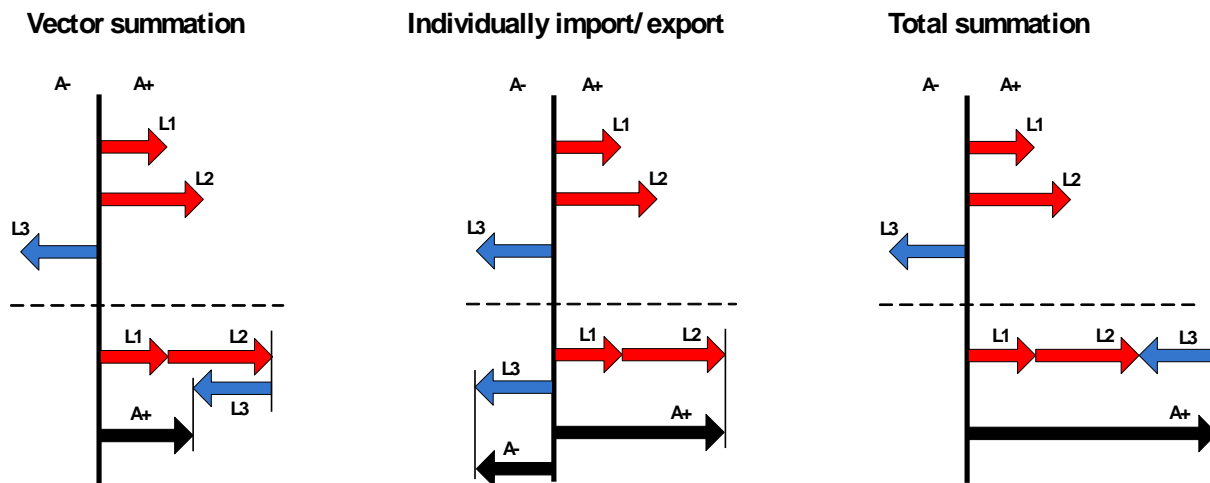 Vector summation
Individually import/ export
Total summation
A- A+
L1
L2
L3
L1 L2
L3
A+
A- A+
L1
L2
L3
L1 L2
L3
A+
A-
A- A+
L1
L2
L3
L1 L2 L3
A+